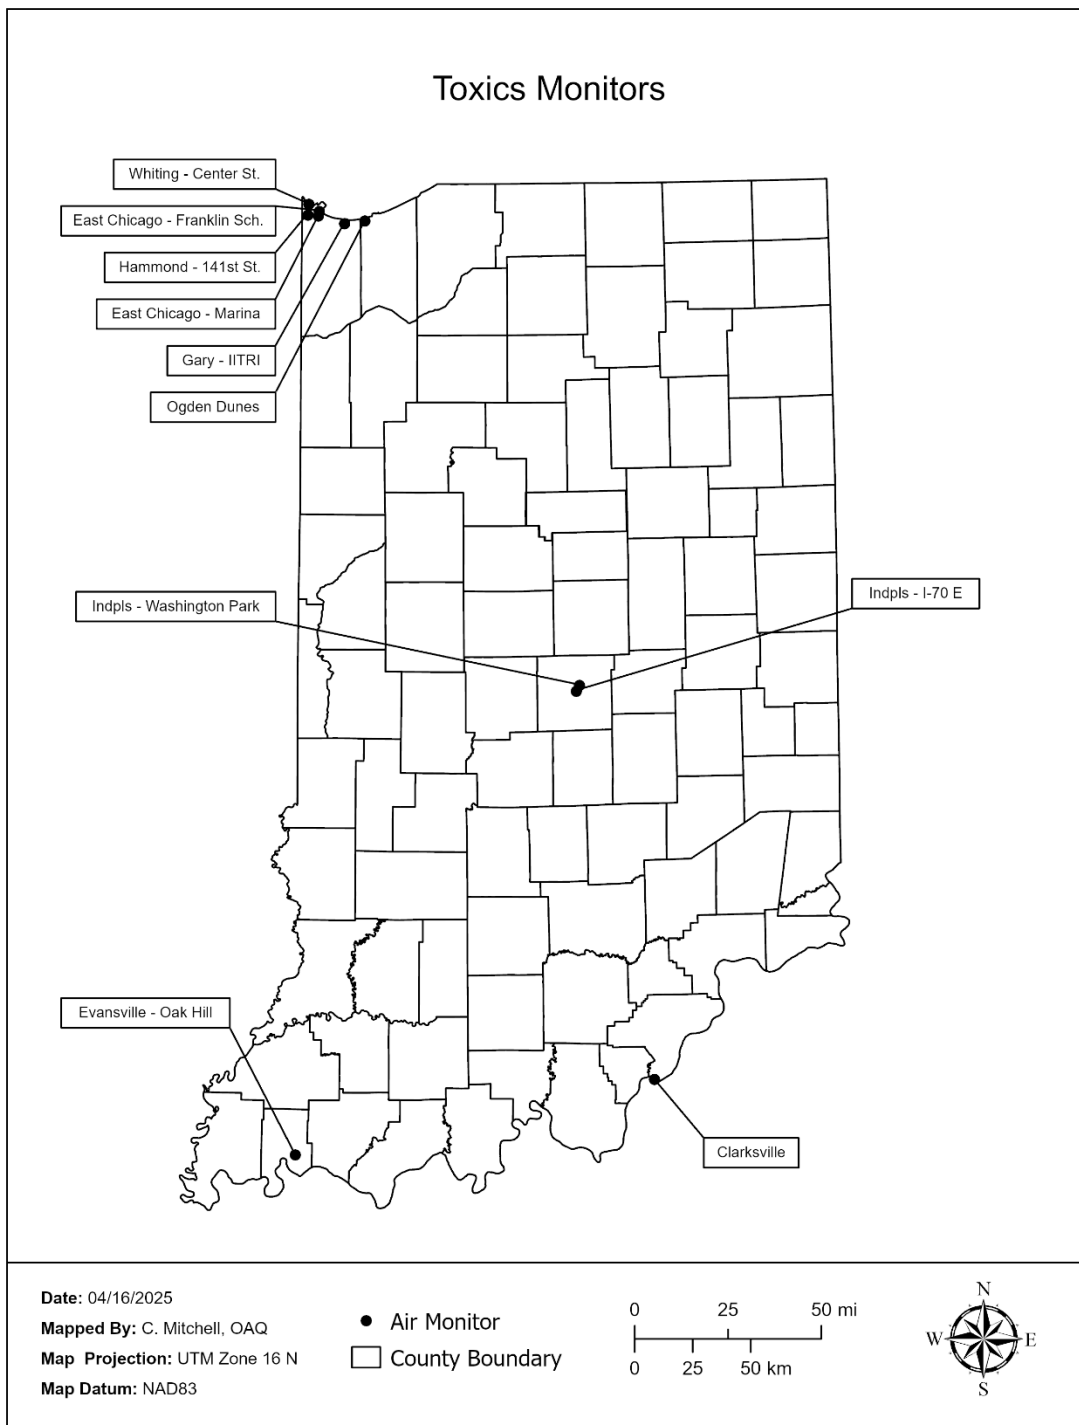 Toxics Monitors
Whiting - Center St.
East Chicago - Franklin Sch.
Hammond - 141st St.
East Chicago - Marina
Gary - IITRI
Ogden Dunes
Indpls - Washington Park
Indpls - I-70 E
Evansville - Oak Hill
Clarksville
Date: 04/16/2025
Mapped By: C. Mitchell, OAQ
Map Projection: UTM Zone 16 N
Map Datum: NAD83
Air Monitor
County Boundary
0 25 50 mi
0 25 50 km
N
W E
S